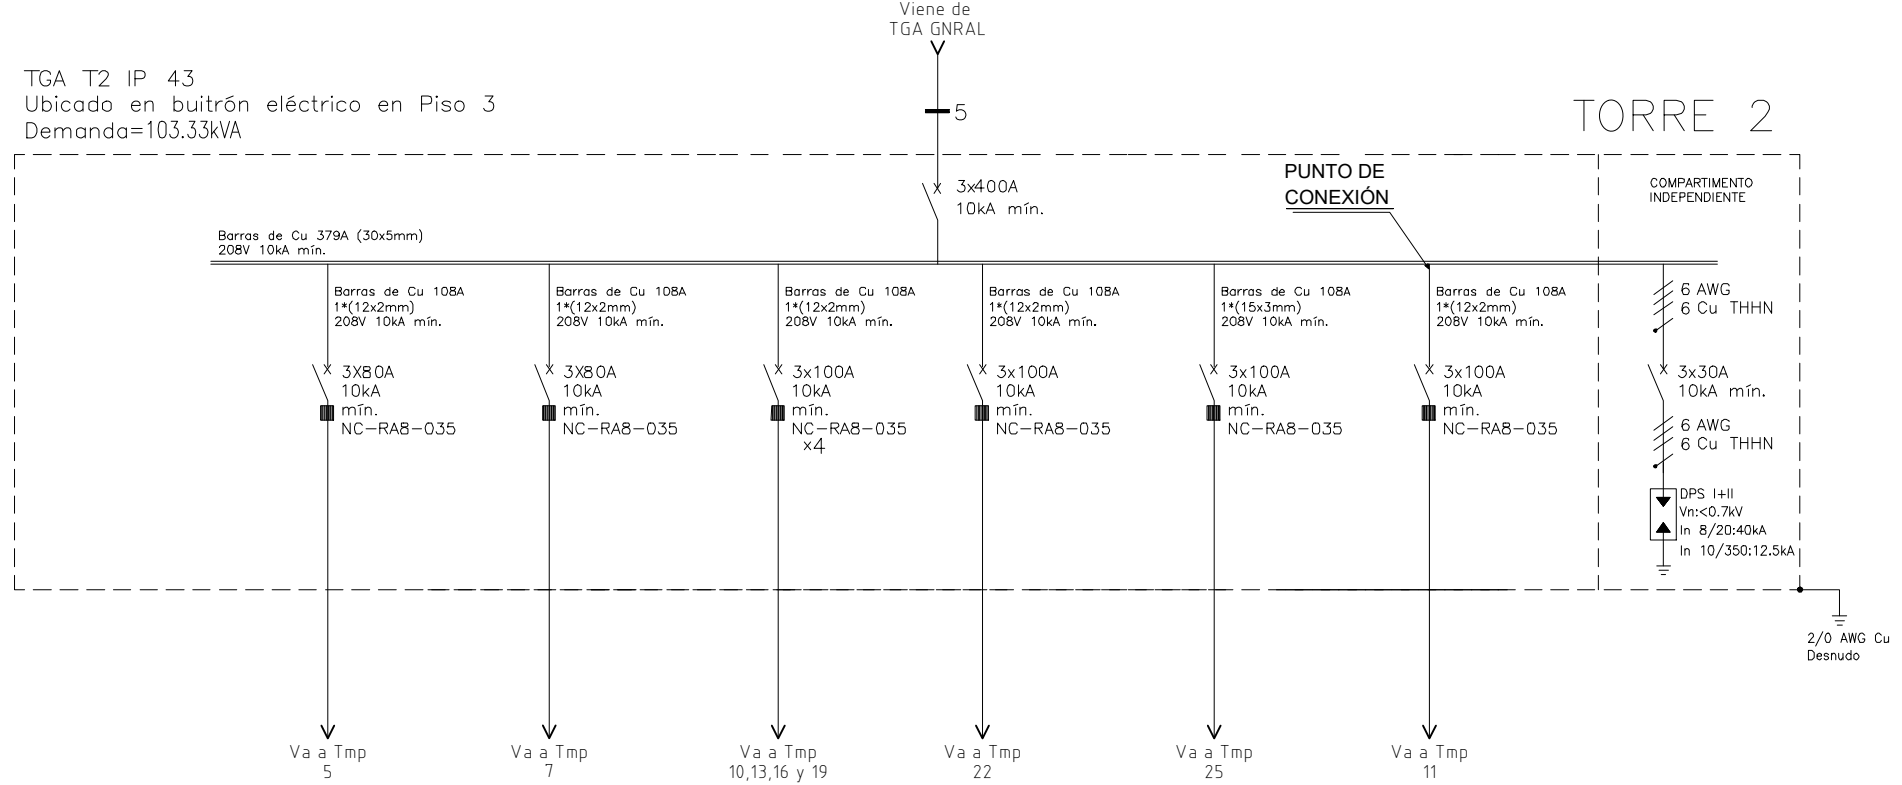 Viene de
TGA GNRAL
TGA T2 IP 43
Ubicado en buitrón eléctrico en Piso 3
Demanda=103.33kVA
5
TORRE 2
3x400A
10kA mín.
PUNTO DE
CONEXIÓN
COMPARTIMENTO
INDEPENDIENTE
Barras de Cu 379A (30x5mm)
208V 10kA mín.
Barras de Cu 108A
1*(12x2mm)
208V 10kA mín.
Barras de Cu 108A
1*(12x2mm)
208V 10kA mín.
Barras de Cu 108A
1*(12x2mm)
208V 10kA mín.
Barras de Cu 108A
1*(12x2mm)
208V 10kA mín.
Barras de Cu 108A
1*(15x3mm)
208V 10kA mín.
Barras de Cu 108A
1*(12x2mm)
208V 10kA mín.
6 AWG
6 Cu THHN
3X80A
10kA
mín.
NC-RA8-035
3X80A
10kA
mín.
NC-RA8-035
3x100A
10kA
mín.
NC-RA8-035
x4
3x100A
10kA
mín.
NC-RA8-035
3x100A
10kA
mín.
NC-RA8-035
3x100A
10kA
mín.
NC-RA8-035
3x30A
10kA mín.
6 AWG
6 Cu THHN
DPS I+II
Vn:<0.7kV
In 8/20:40kA
In 10/350:12.5kA
2/0 AWG Cu
Desnudo
Va a Tmp
5
Va a Tmp
7
Va a Tmp
10,13,16 y 19
Va a Tmp
22
Va a Tmp
25
Va a Tmp
11